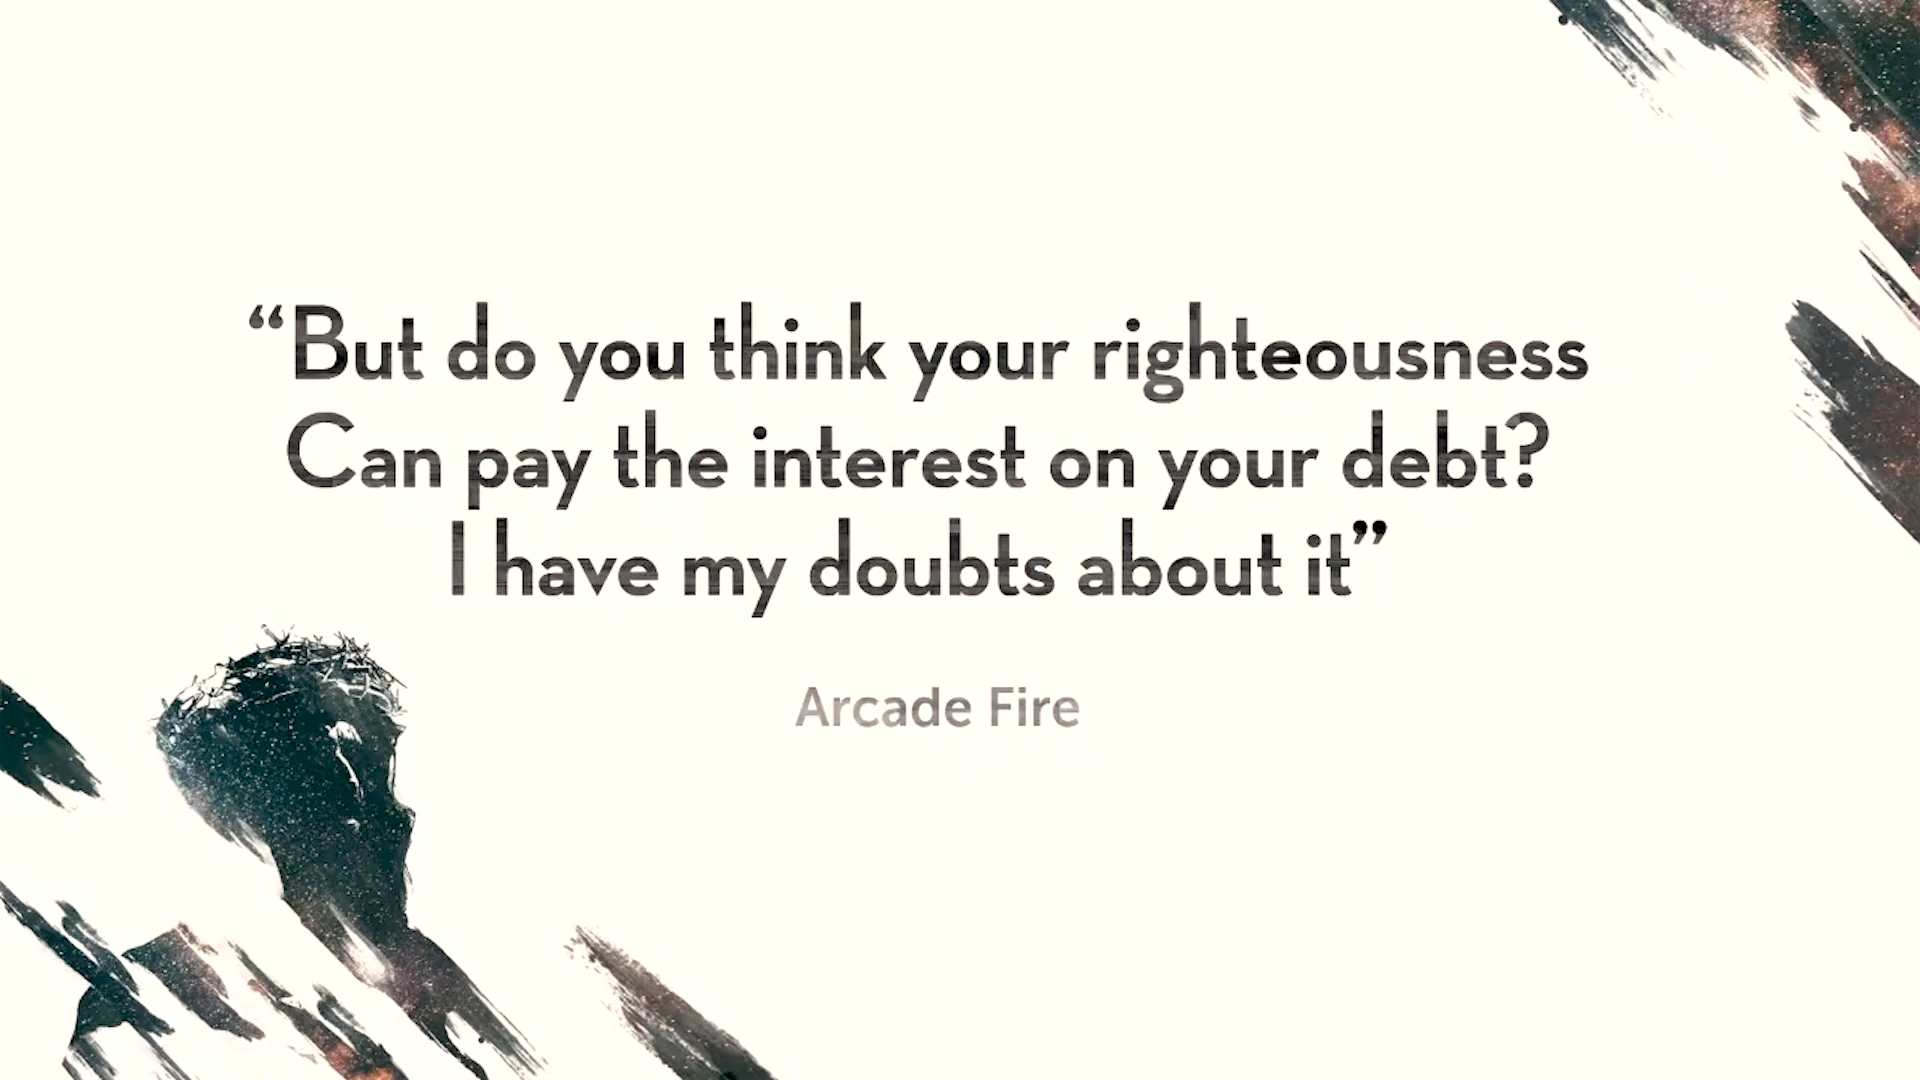 “But do you think your righteousness
Can pay the interest on your debt?
I have my doubts about it”
Arcade Fire